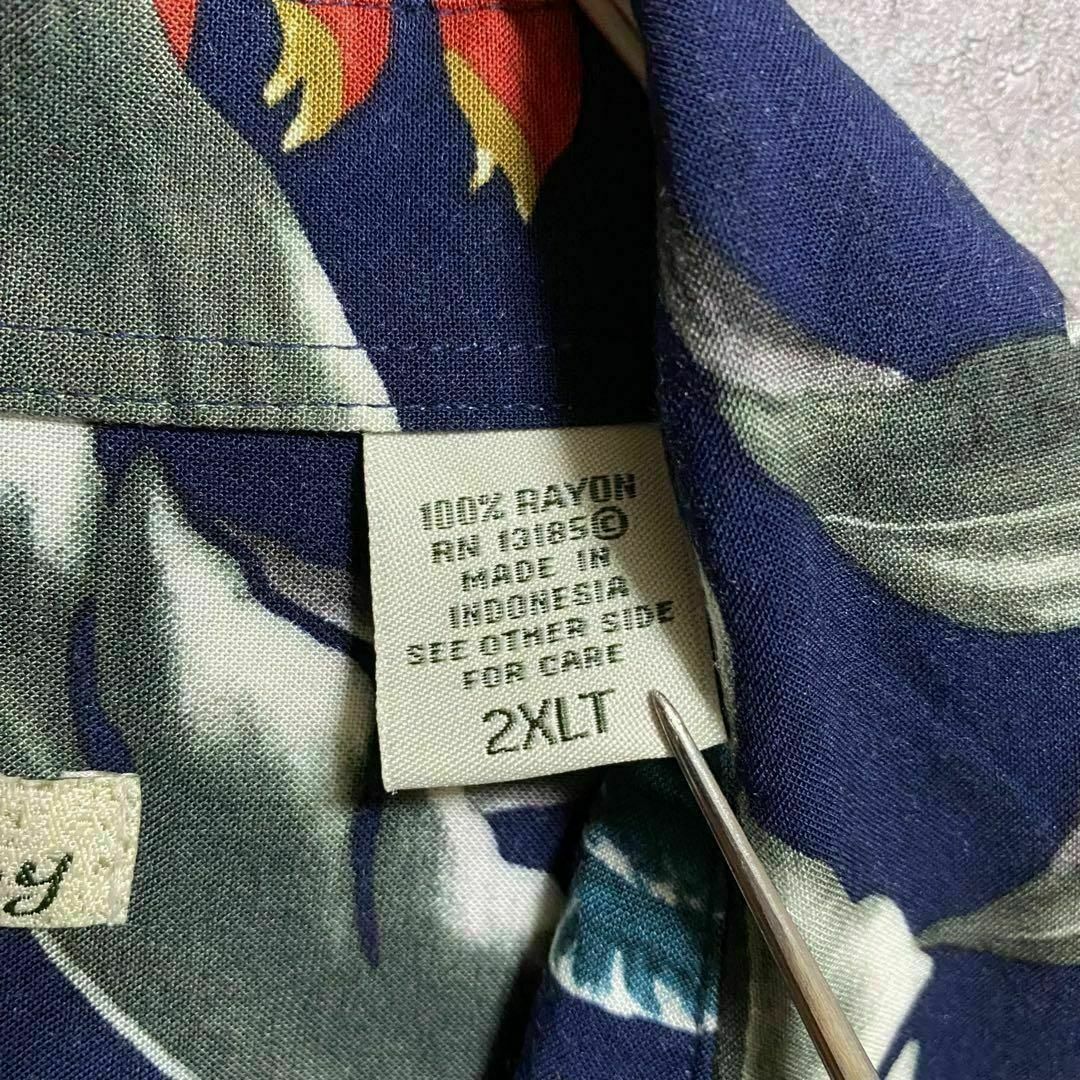 100% RAYON
RN 13185©
MADE IN
INDONESIA
SEE OTHER SIDE
FOR CARE
2XLT